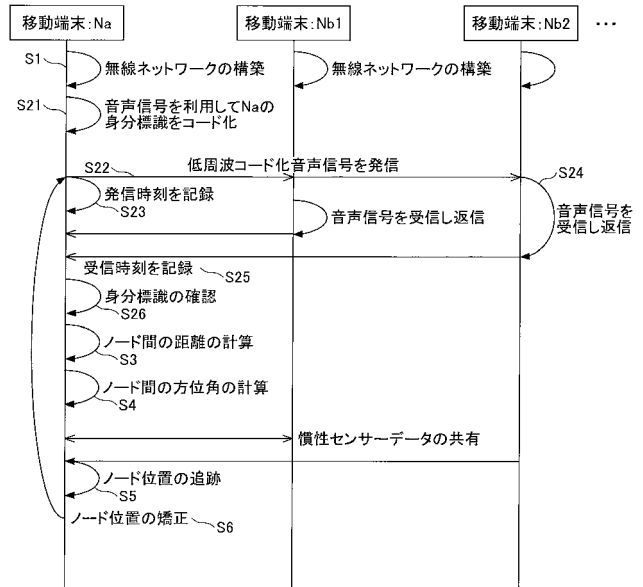 移動端末:Na
移動端末:Nb1
移動端末:Nb2
…
S1
無線ネットワークの構築
無線ネットワークの構築
S21
音声信号を利用してNaの
身分標識をコード化
S22
低周波コード化音声信号を発信
S24
発信時刻を記録
S23
音声信号を受信し返信
音声信号を
受信し返信
受信時刻を記録
S25
身分標識の確認
S26
ノード間の距離の計算
S3
ノード間の方位角の計算
S4
慣性センサーデータの共有
ノード位置の追跡
S5
ノード位置の矯正
S6